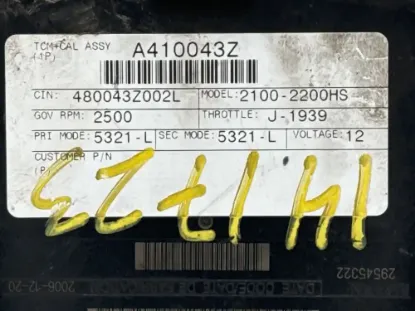 TCM+CAL ASSY
(4P)
A410043Z
CIN: 480043Z002L MODEL: 2100-2200HS
GOV RPM: 2500 THROTTLE: J-1939
PRI MODE: 5321-L SEC MODE: 5321-L VOLTAGE: 12
CUSTOMER P/N
(P
2006-12-20
29545322